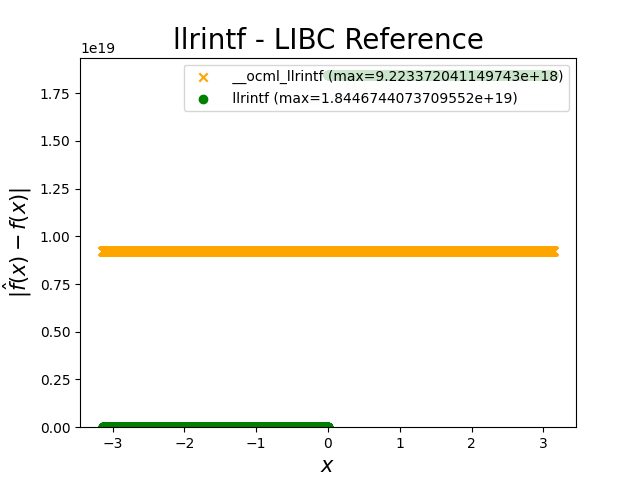 llrintf - LIBC Reference
1e19
__ocml_llrintf (max=9.223372041149743e+18)
llrintf (max=1.8446744073709552e+19)
1.75
1.50
1.25
1.00
0.75
0.50
0.25
0.00
|f̂(x) − f(x)|
−3 −2 −1 0 1 2 3
x